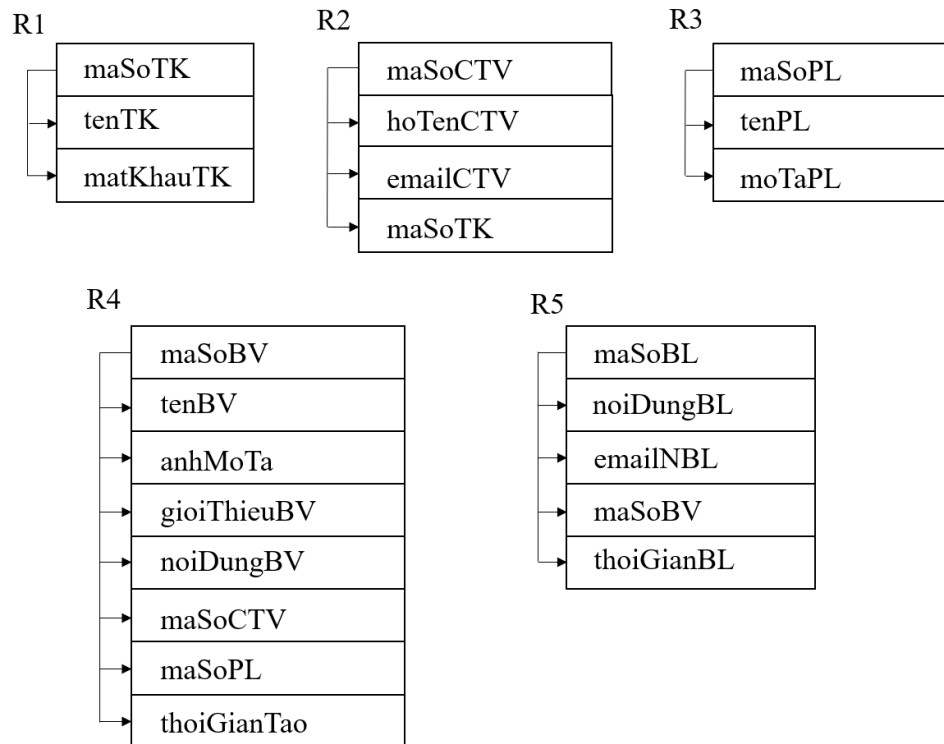 R1
maSoTK
tenTK
matKhauTK
R2
maSoCTV
hoTenCTV
emailCTV
maSoTK
R3
maSoPL
tenPL
moTaPL
R4
maSoBV
tenBV
anhMoTa
gioiThieuBV
noiDungBV
maSoCTV
maSoPL
thoiGianTao
R5
maSoBL
noiDungBL
emailNBL
maSoBV
thoiGianBL